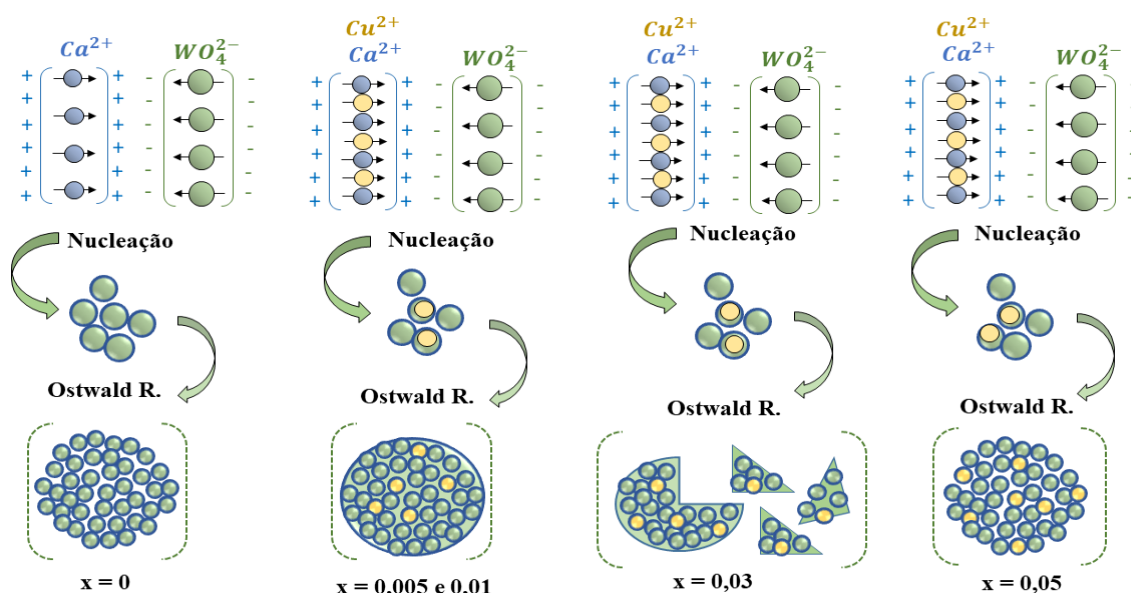 Ca²⁺ WO₄²⁻
Nucleação
Ostwald R.
x = 0
Cu²⁺
Ca²⁺ WO₄²⁻
Nucleação
Ostwald R.
x = 0,005 e 0,01
Cu²⁺
Ca²⁺ WO₄²⁻
Nucleação
Ostwald R.
x = 0,03
Cu²⁺
Ca²⁺ WO₄²⁻
Nucleação
Ostwald R.
x = 0,05